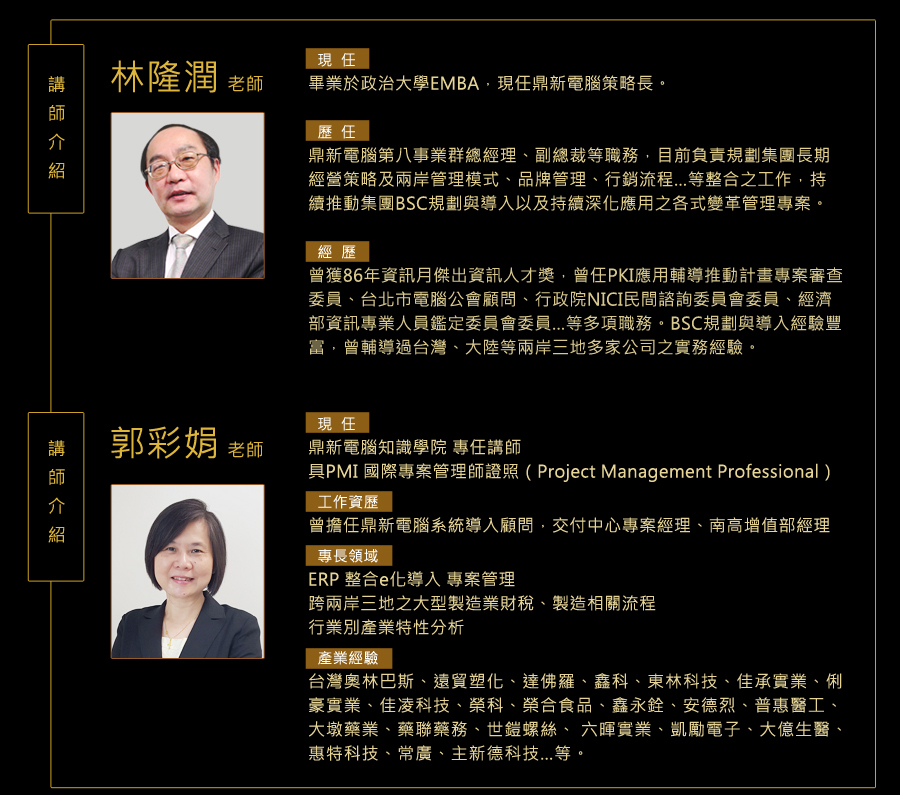 講師介紹
林隆潤 老師
現 任
畢業於政治大學EMBA，現任鼎新電腦策略長。
歷 任
鼎新電腦第八事業群總經理、副總裁等職務，目前負責規劃集團長期
經營策略及兩岸管理模式、品牌管理、行銷流程...等整合之工作，持
續推動集團BSC規劃與導入以及持續深化應用之各式變革管理專案。
經 歷
曾獲86年資訊月傑出資訊人才獎，曾任PKI應用輔導推動計畫專案審查
委員、台北市電腦公會顧問、行政院NICI民間諮詢委員會委員、經濟
部資訊專業人員鑑定委員會委員...等多項職務。BSC規劃與導入經驗豐
富，曾輔導過台灣、大陸等兩岸三地多家公司之實務經驗。
講師介紹
郭彩娟 老師
現 任
鼎新電腦知識學院 專任講師
具PMI 國際專案管理師證照（Project Management Professional）
工作資歷
曾擔任鼎新電腦系統導入顧問，交付中心專案經理、南高增值部經理
專長領域
ERP 整合e化導入 專案管理
跨兩岸三地之大型製造業財稅、製造相關流程
行業別產業特性分析
產業經驗
台灣奧林巴斯、遠貿塑化、達佛羅、鑫科、東林科技、佳承實業、俐
豪實業、佳凌科技、榮科、榮合食品、鑫永銓、安德烈、普惠醫工、
大墩藥業、藥聯藥務、世鎧螺絲、 六暉實業、凱勵電子、大億生醫、
惠特科技、常廣、主新德科技...等。